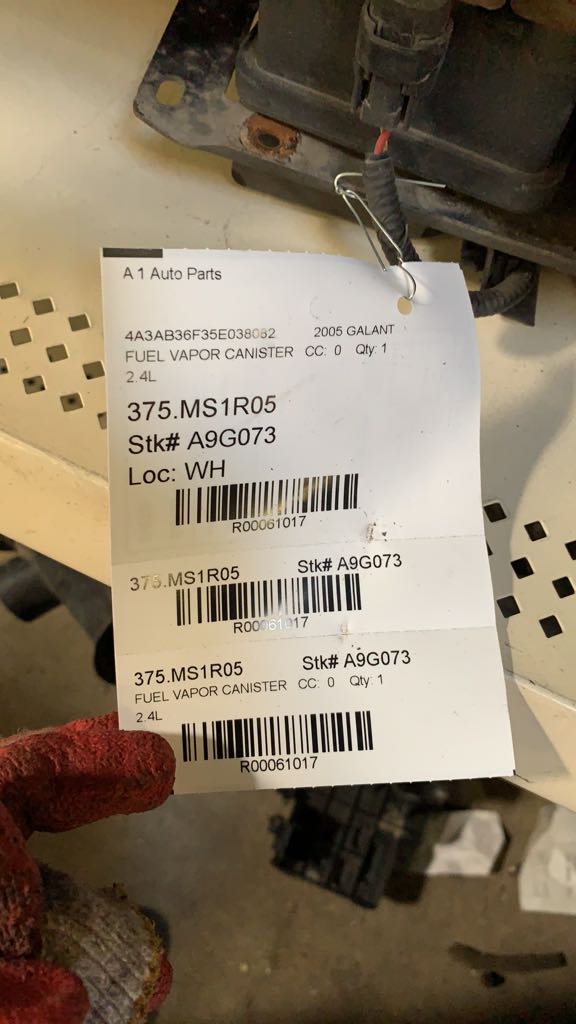 A 1 Auto Parts
4A3AB36F35E038082 2005 GALANT
FUEL VAPOR CANISTER CC: 0 Qty: 1
2.4L
375.MS1R05
Stk# A9G073
Loc: WH
R00061017
375.MS1R05 Stk# A9G073
R00061017
375.MS1R05 Stk# A9G073
FUEL VAPOR CANISTER CC: 0 Qty: 1
2.4L
R00061017